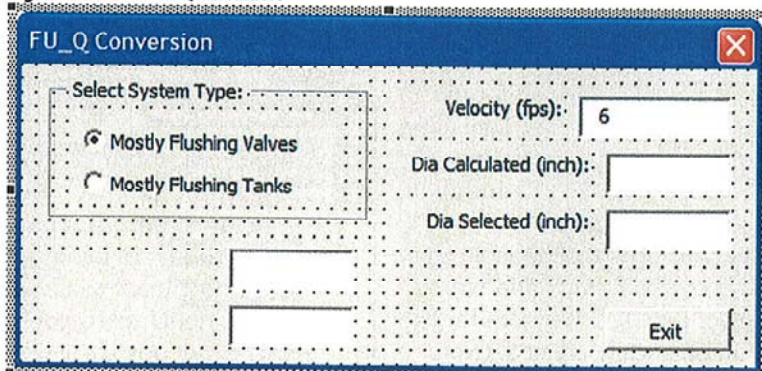 FU_Q Conversion
Select System Type:
Mostly Flushing Valves
Mostly Flushing Tanks
Velocity (fps): 6
Dia Calculated (inch):
Dia Selected (inch):
Exit